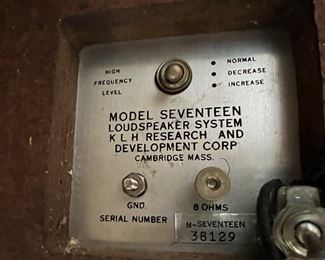 HIGH
FREQUENCY
LEVEL
NORMAL
DECREASE
INCREASE
MODEL SEVENTEEN
LOUDSPEAKER SYSTEM
K L H RESEARCH AND
DEVELOPMENT CORP
CAMBRIDGE MASS.
GND. 8 OHMS
SERIAL NUMBER
M-SEVENTEEN
38129